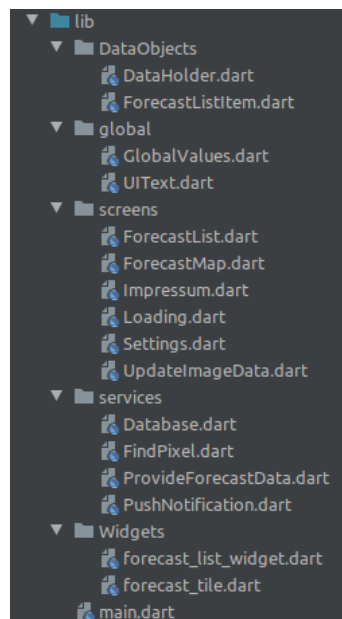 lib
DataObjects
DataHolder.dart
ForecastListItem.dart
global
GlobalValues.dart
UIText.dart
screens
ForecastList.dart
ForecastMap.dart
Impressum.dart
Loading.dart
Settings.dart
UpdateImageData.dart
services
Database.dart
FindPixel.dart
ProvideForecastData.dart
PushNotification.dart
Widgets
forecast_list_widget.dart
forecast_tile.dart
main.dart